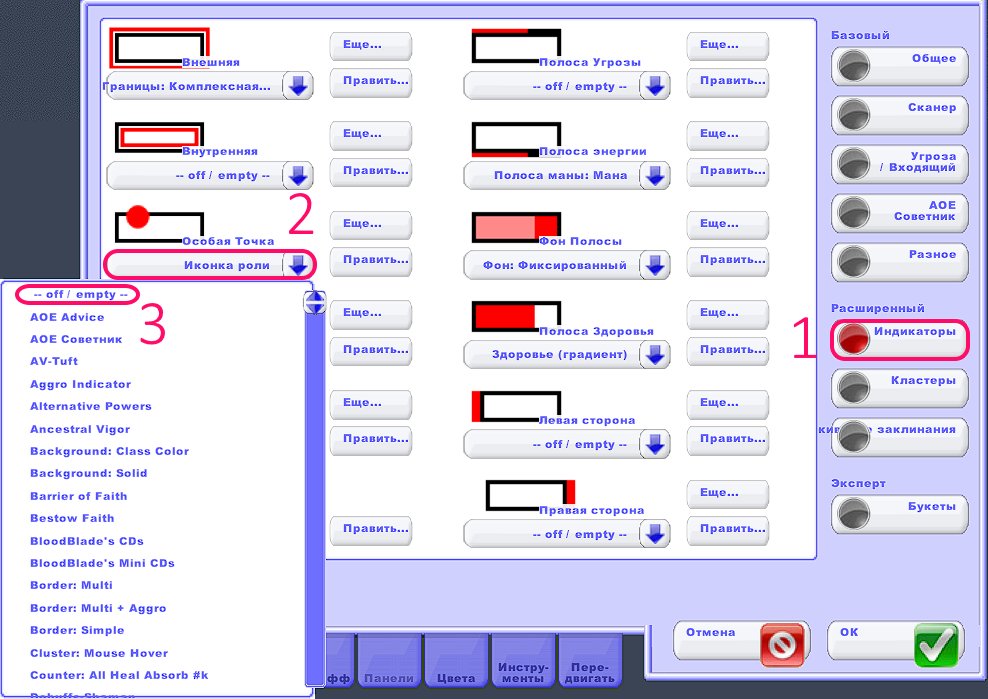 Внешняя
Границы: Комплексная...
Еще...
Править...
Полоса Угрозы
-- off / empty --
Еще...
Править...
Внутренняя
-- off / empty --
Еще...
Править...
Полоса энергии
Полоса маны: Мана
Еще...
Править...
2
Особая Точка
Иконка роли
Еще...
Править...
Фон Полосы
Фон: Фиксированный
Еще...
Править...
-- off / empty --
3
AOE Advice
AOE Советник
AV-Tuft
Aggro Indicator
Alternative Powers
Ancestral Vigor
Background: Class Color
Background: Solid
Barrier of Faith
Bestow Faith
BloodBlade's CDs
BloodBlade's Mini CDs
Border: Multi
Border: Multi + Aggro
Border: Simple
Cluster: Mouse Hover
Counter: All Heal Absorb #k
Debuffs Shaman
Еще...
Править...
Полоса Здоровья
Здоровье (градиент)
Еще...
Править...
Еще...
Править...
Левая сторона
-- off / empty --
Еще...
Править...
Править...
Правая сторона
-- off / empty --
Еще...
Править...
Базовый
Общее
Сканер
Угроза
/ Входящий
AOE
Советник
Разное
Расширенный
1
Индикаторы
Кластеры
заклинания
Эксперт
Букеты
фф
Панели
Цвета
Инстру-
менты
Пере-
двигать
Отмена
OK